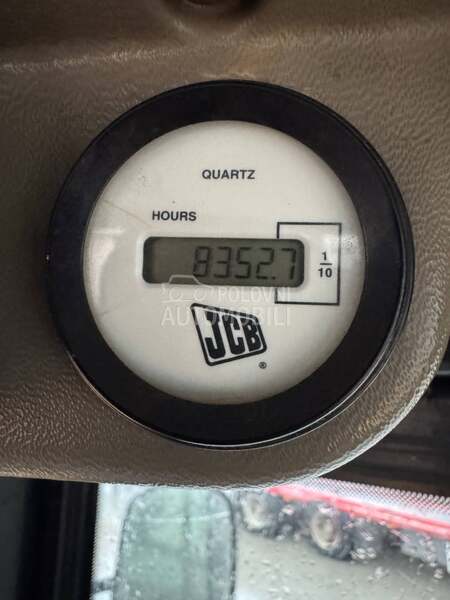 QUARTZ
HOURS
8352.7
1
10
POLOVNI
AUTOMOBILI
JCB
®